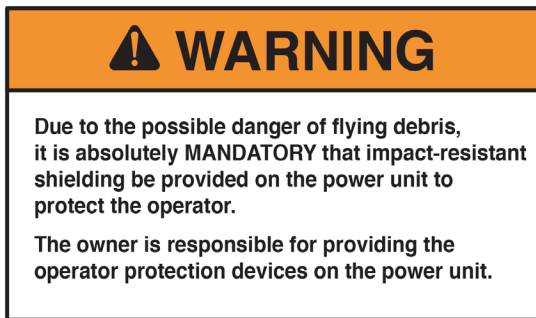 WARNING
Due to the possible danger of flying debris,
it is absolutely MANDATORY that impact-resistant
shielding be provided on the power unit to
protect the operator.
The owner is responsible for providing the
operator protection devices on the power unit.